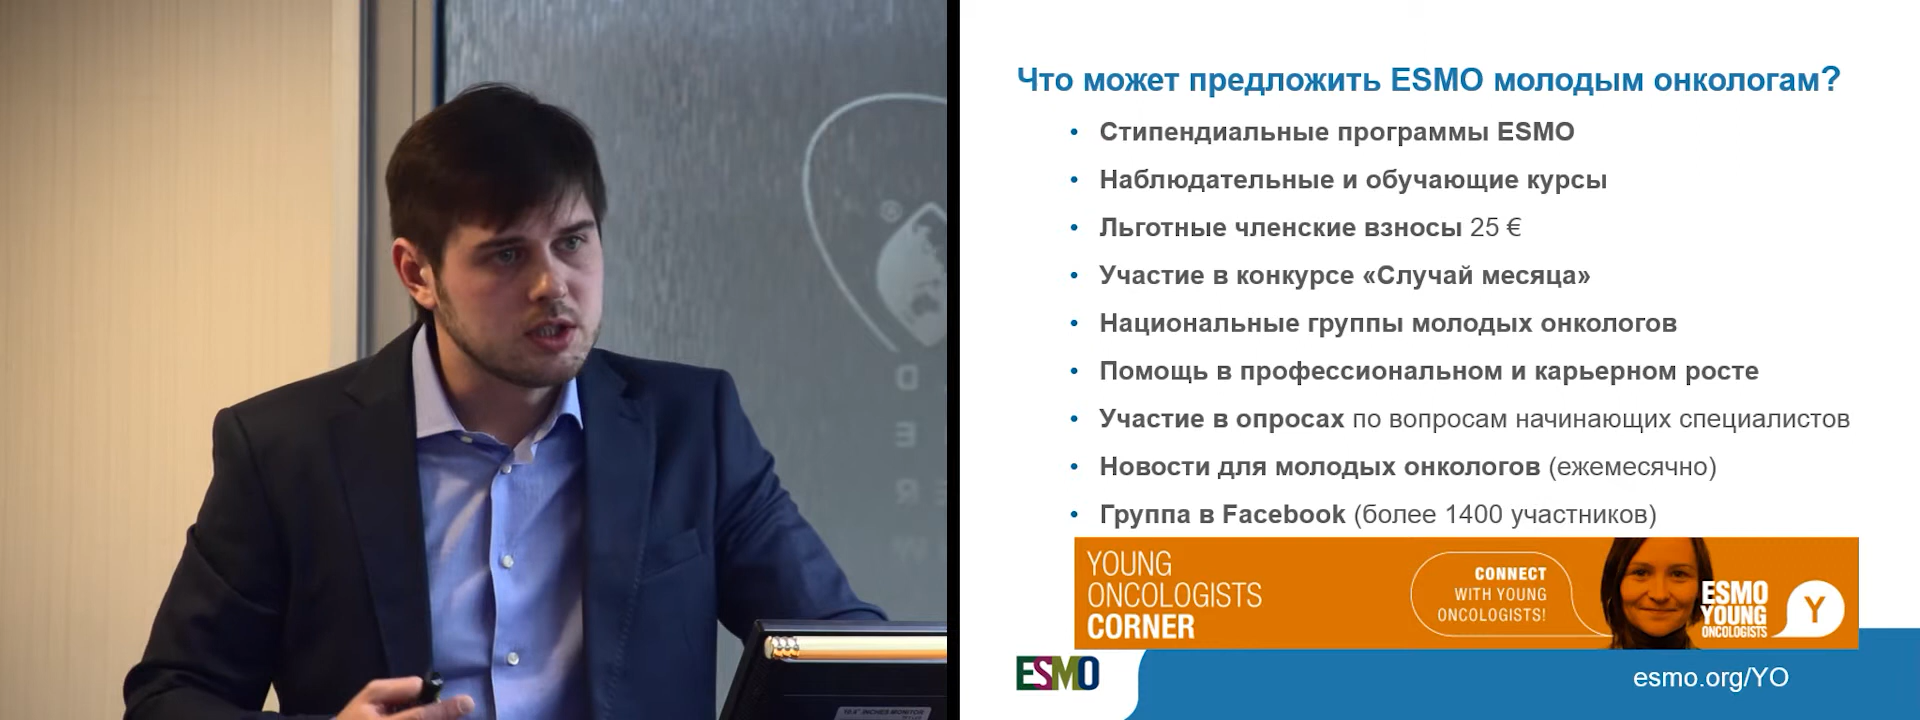 Что может предложить ESMO молодым онкологам?
• Стипендиальные программы ESMO
• Наблюдательные и обучающие курсы
• Льготные членские взносы 25 €
• Участие в конкурсе «Случай месяца»
• Национальные группы молодых онкологов
• Помощь в профессиональном и карьерном росте
• Участие в опросах по вопросам начинающих специалистов
• Новости для молодых онкологов (ежемесячно)
• Группа в Facebook (более 1400 участников)
YOUNG
ONCOLOGISTS
CORNER
CONNECT
WITH YOUNG
ONCOLOGISTS!
ESMO
YOUNG
ONCOLOGISTS
Y
ESMO
esmo.org/YO